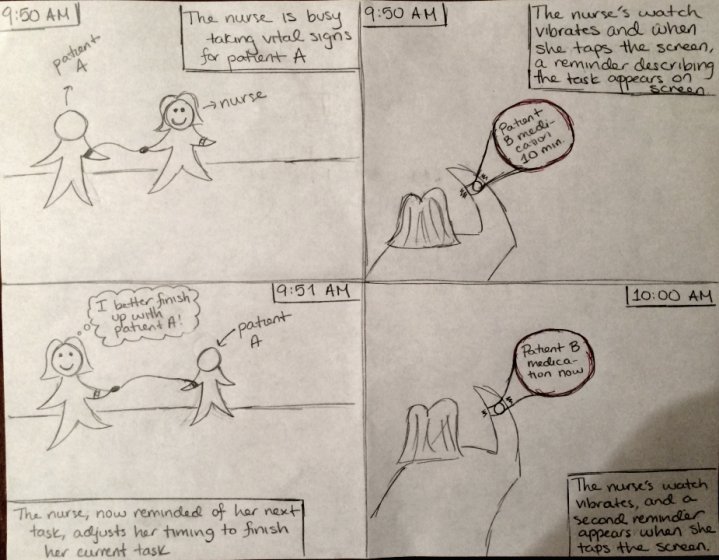 9:50 AM
The nurse is busy
taking vital signs
for patient A
patient
A
nurse
9:50 AM
The nurse's watch
vibrates and when
she taps the screen,
a reminder describing
the task appears on
screen.
Patient
B medi-
cation
10 min.
9:51 AM
I better finish
up with
patient A!
patient
A
The nurse, now reminded of her next
task, adjusts her timing to finish
her current task
10:00 AM
Patient B
medica-
tion now
The nurse's watch
vibrates, and a
second reminder
appears when she
taps the screen.